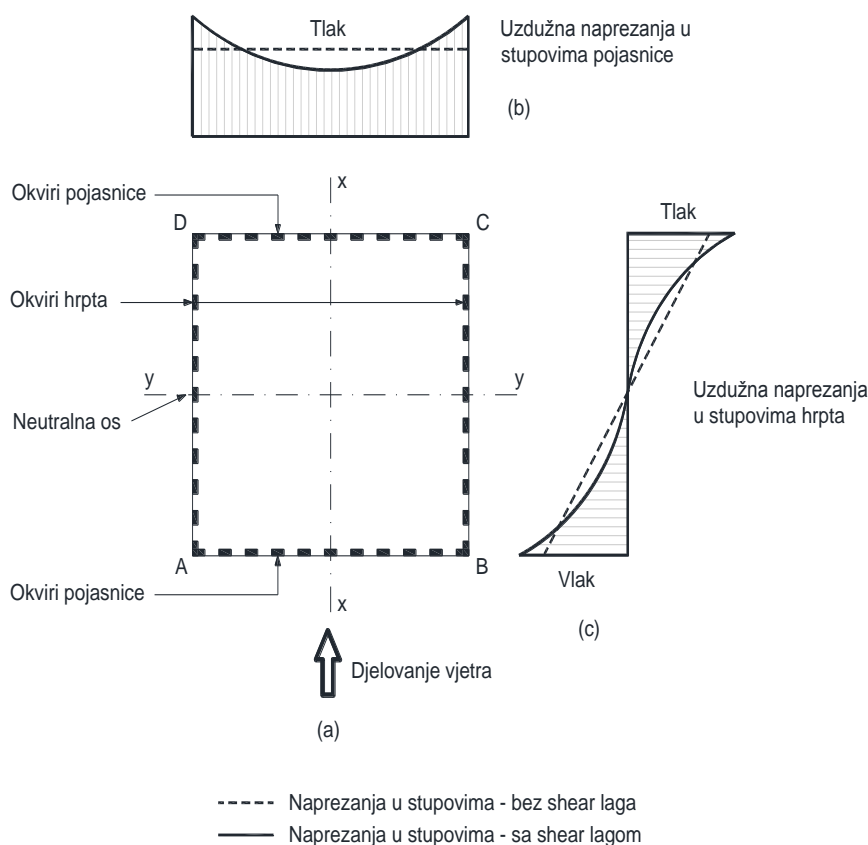 Tlak
Uzdužna naprezanja u
stupovima pojasnice
(b)
x
Okviri pojasnice
D
C
Tlak
Okviri hrpta
y
y
Uzdužna naprezanja
u stupovima hrpta
Neutralna os
A
B
Vlak
Okviri pojasnice
x
(c)
Djelovanje vjetra
(a)
Naprezanja u stupovima - bez shear laga
Naprezanja u stupovima - sa shear lagom